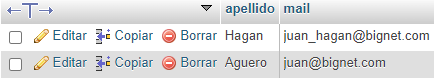 ←T→ apellido mail
Editar Copiar Borrar Hagan juan_hagan@bignet.com
Editar Copiar Borrar Aguero juan@bignet.com